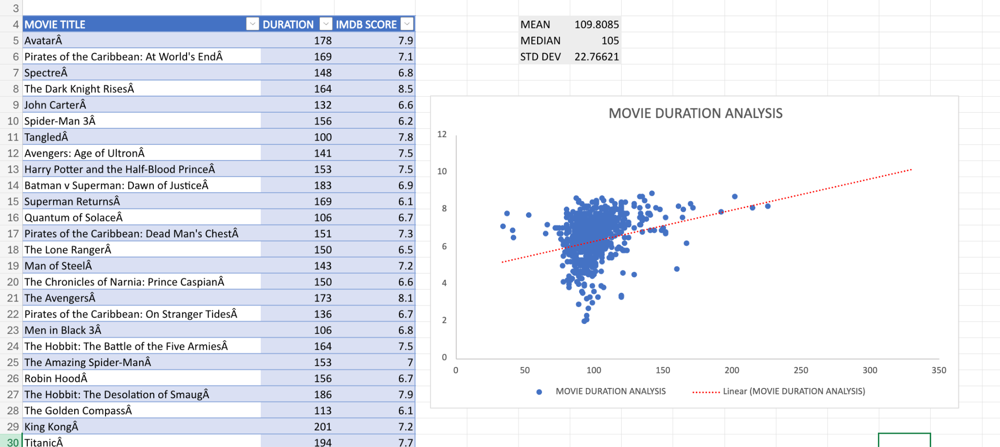 3
4 MOVIE TITLE DURATION IMDB SCORE MEAN 109.8085
5 AvatarÂ 178 7.9 MEDIAN 105
6 Pirates of the Caribbean: At World's EndÂ 169 7.1 STD DEV 22.76621
7 SpectreÂ 148 6.8
8 The Dark Knight RisesÂ 164 8.5
9 John CarterÂ 132 6.6
10 Spider-Man 3Â 156 6.2
11 TangledÂ 100 7.8
12 Avengers: Age of UltronÂ 141 7.5
13 Harry Potter and the Half-Blood PrinceÂ 153 7.5
14 Batman v Superman: Dawn of JusticeÂ 183 6.9
15 Superman ReturnsÂ 169 6.1
16 Quantum of SolaceÂ 106 6.7
17 Pirates of the Caribbean: Dead Man's ChestÂ 151 7.3
18 The Lone RangerÂ 150 6.5
19 Man of SteelÂ 143 7.2
20 The Chronicles of Narnia: Prince CaspianÂ 150 6.6
21 The AvengersÂ 173 8.1
22 Pirates of the Caribbean: On Stranger TidesÂ 136 6.7
23 Men in Black 3Â 106 6.8
24 The Hobbit: The Battle of the Five ArmiesÂ 164 7.5
25 The Amazing Spider-ManÂ 153 7
26 Robin HoodÂ 156 6.7
27 The Hobbit: The Desolation of SmaugÂ 186 7.9
28 The Golden CompassÂ 113 6.1
29 King KongÂ 201 7.2
30 TitanicÂ 194 7.7
MOVIE DURATION ANALYSIS
12
10
8
6
4
2
0
0 50 100 150 200 250 300 350
MOVIE DURATION ANALYSIS Linear (MOVIE DURATION ANALYSIS)